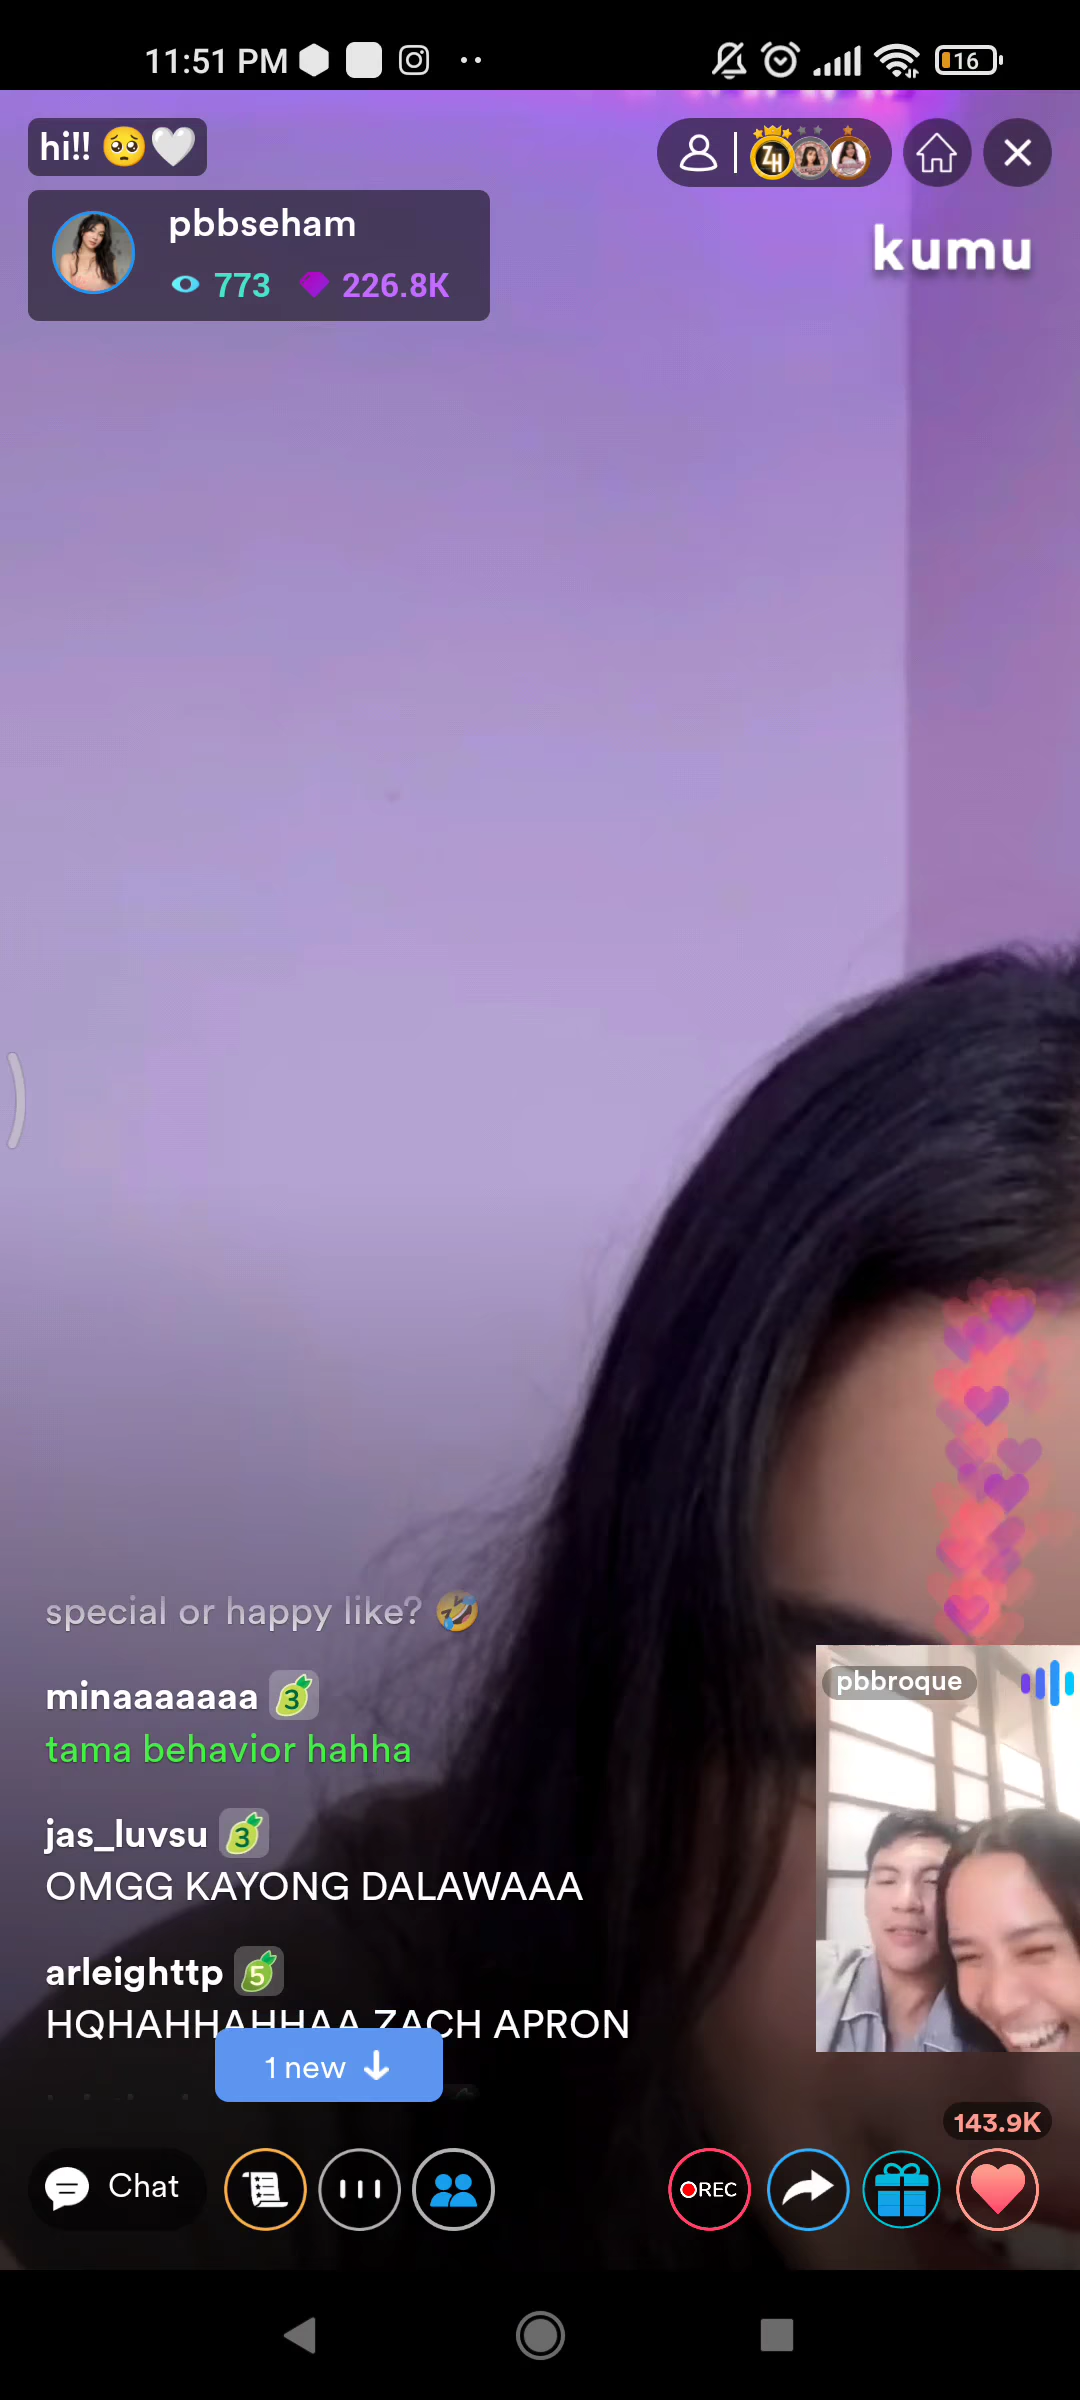 11:51 PM
16
hi!! 🥺🤍
ZH
pbbseham
773 226.8K
kumu
special or happy like? 🤣
minaaaaaaa 3
tama behavior hahha
jas_luvsu 3
OMGG KAYONG DALAWAAA
arleighttp 5
HQHAHHAHHAA ZACH APRON
1 new
pbbroque
143.9K
Chat
REC